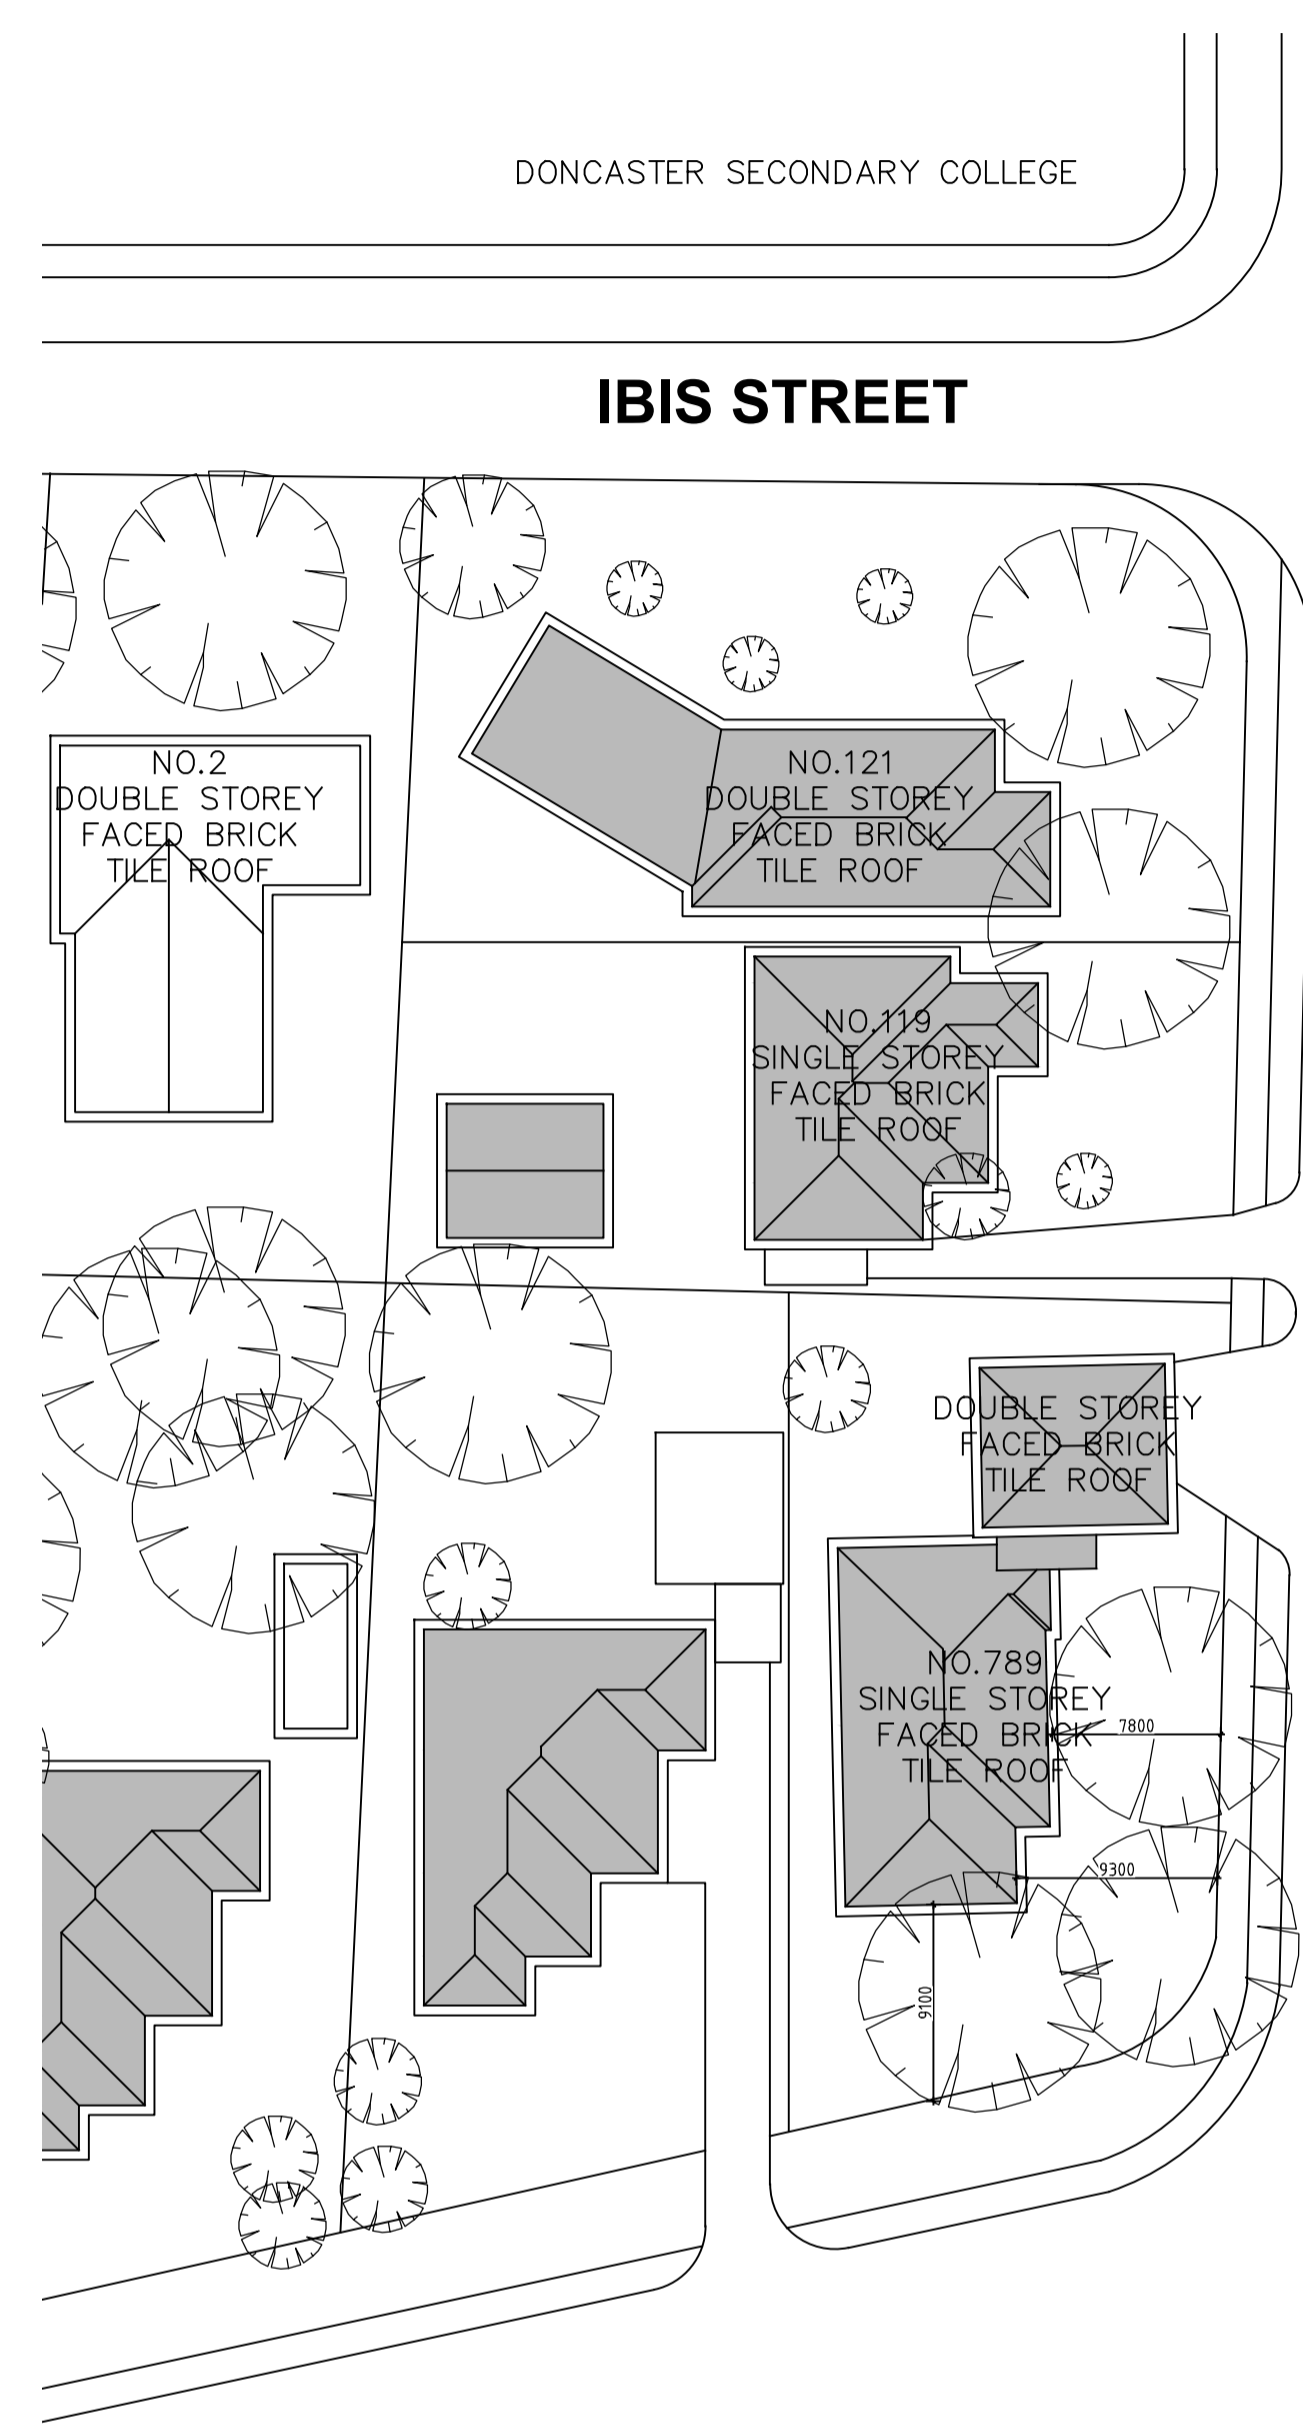 DONCASTER SECONDARY COLLEGE
IBIS STREET
NO.2
DOUBLE STOREY
FACED BRICK
TILE ROOF
NO.121
DOUBLE STOREY
FACED BRICK
TILE ROOF
NO.119
SINGLE STOREY
FACED BRICK
TILE ROOF
DOUBLE STOREY
FACED BRICK
TILE ROOF
NO.789
SINGLE STOREY
FACED BRICK
TILE ROOF
7800
9300
9100